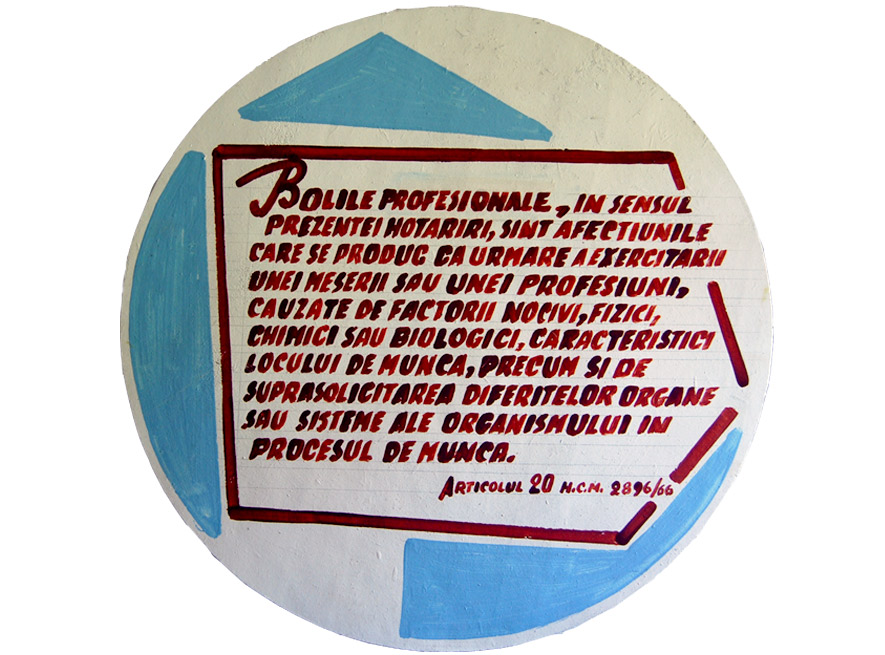 BOLILE PROFESIONALE, IN SENSUL
PREZENTEI HOTARIRI, SINT AFECTIUNILE
CARE SE PRODUC CA URMARE A EXERCITARII
UNEI MESERII SAU UNEI PROFESIUNI,
CAUZATE DE FACTORII NOCIVI, FIZICI,
CHIMICI SAU BIOLOGICI, CARACTERISTICI
LOCULUI DE MUNCA, PRECUM SI DE
SUPRASOLICITAREA DIFERITELOR ORGANE
SAU SISTEME ALE ORGANISMULUI IN
PROCESUL DE MUNCA.
ARTICOLUL 20 H.C.M. 2896/66